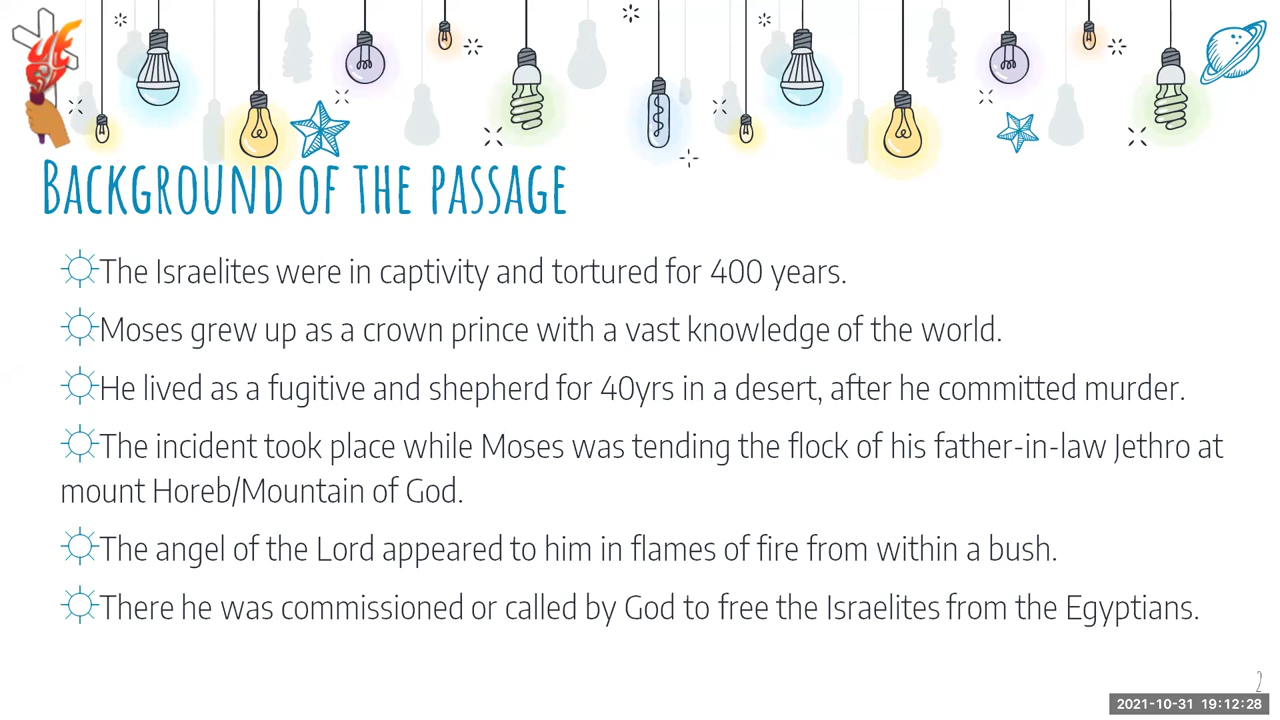 BACKGROUND OF THE PASSAGE
The Israelites were in captivity and tortured for 400 years.
Moses grew up as a crown prince with a vast knowledge of the world.
He lived as a fugitive and shepherd for 40yrs in a desert, after he committed murder.
The incident took place while Moses was tending the flock of his father-in-law Jethro at
mount Horeb/Mountain of God.
The angel of the Lord appeared to him in flames of fire from within a bush.
There he was commissioned or called by God to free the Israelites from the Egyptians.
2
2021-10-31 19:12:28